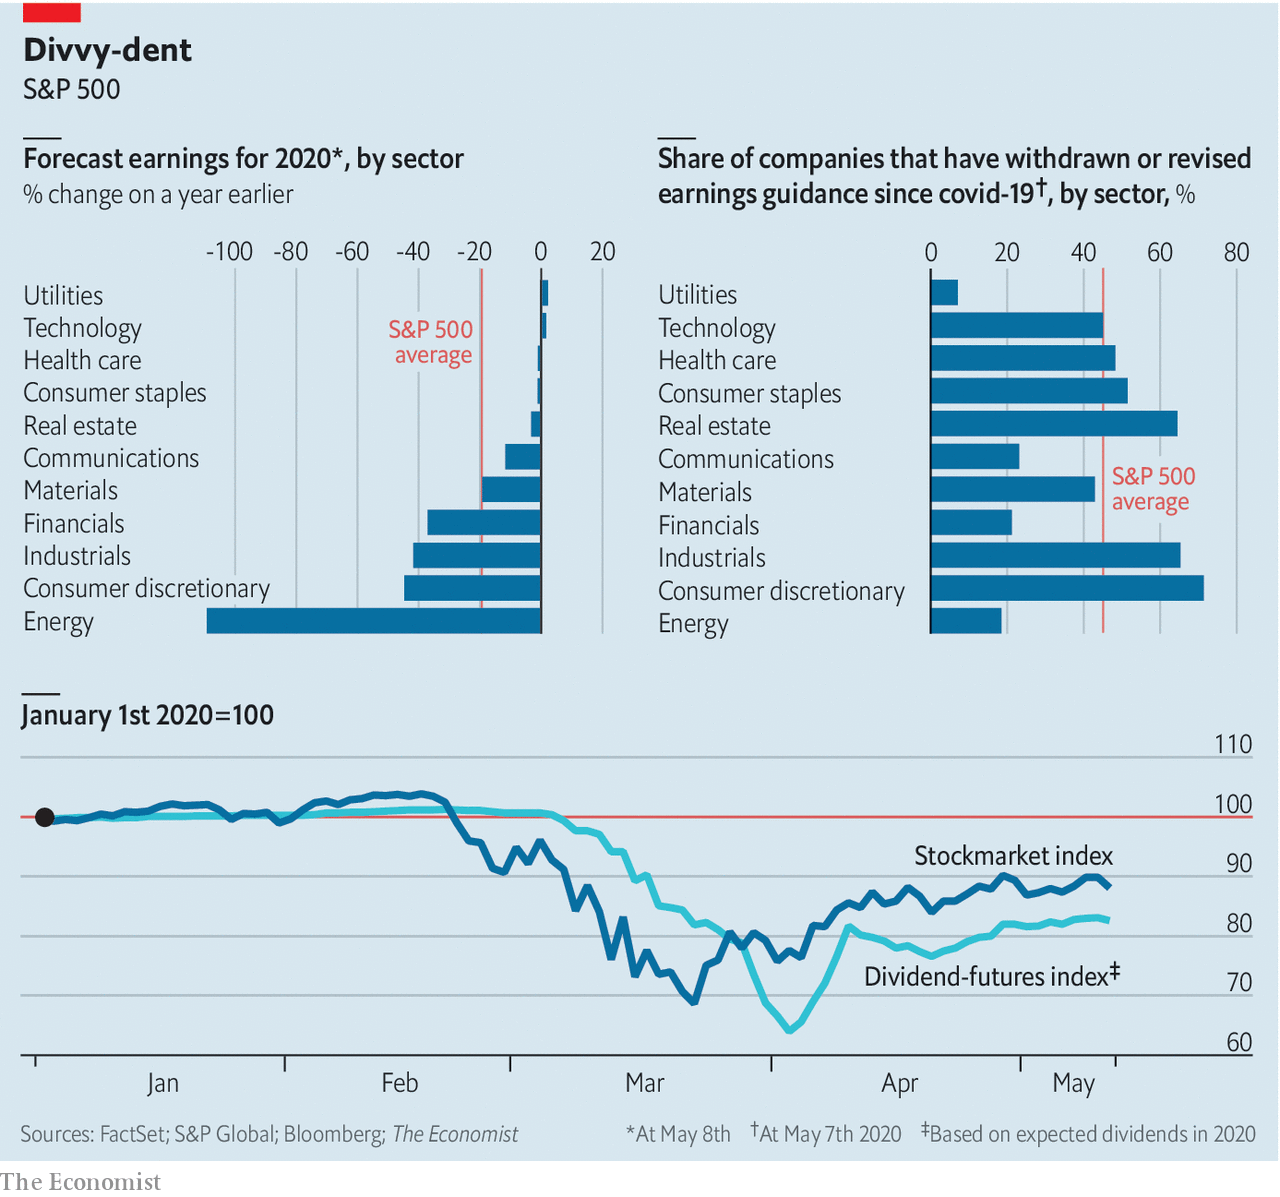 Divvy-dent
S&P 500
Forecast earnings for 2020*, by sector
% change on a year earlier
-100 -80 -60 -40 -20 0 20
Utilities
Technology
Health care
Consumer staples
Real estate
Communications
Materials
Financials
Industrials
Consumer discretionary
Energy
S&P 500
average
Share of companies that have withdrawn or revised
earnings guidance since covid-19†, by sector, %
0 20 40 60 80
Utilities
Technology
Health care
Consumer staples
Real estate
Communications
Materials
Financials
Industrials
Consumer discretionary
Energy
S&P 500
average
January 1st 2020=100
110
100
90
80
70
60
Stockmarket index
Dividend-futures index‡
Jan Feb Mar Apr May
Sources: FactSet; S&P Global; Bloomberg; The Economist
*At May 8th †At May 7th 2020 ‡Based on expected dividends in 2020
The Economist